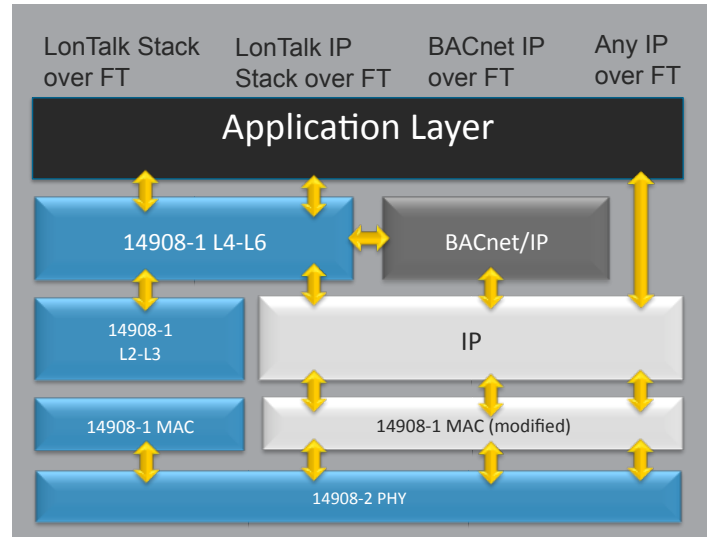 LonTalk Stack
over FT
LonTalk IP
Stack over FT
BACnet IP
over FT
Any IP
over FT
Application Layer
14908-1 L4-L6
BACnet/IP
14908-1
L2-L3
IP
14908-1 MAC
14908-1 MAC (modified)
14908-2 PHY